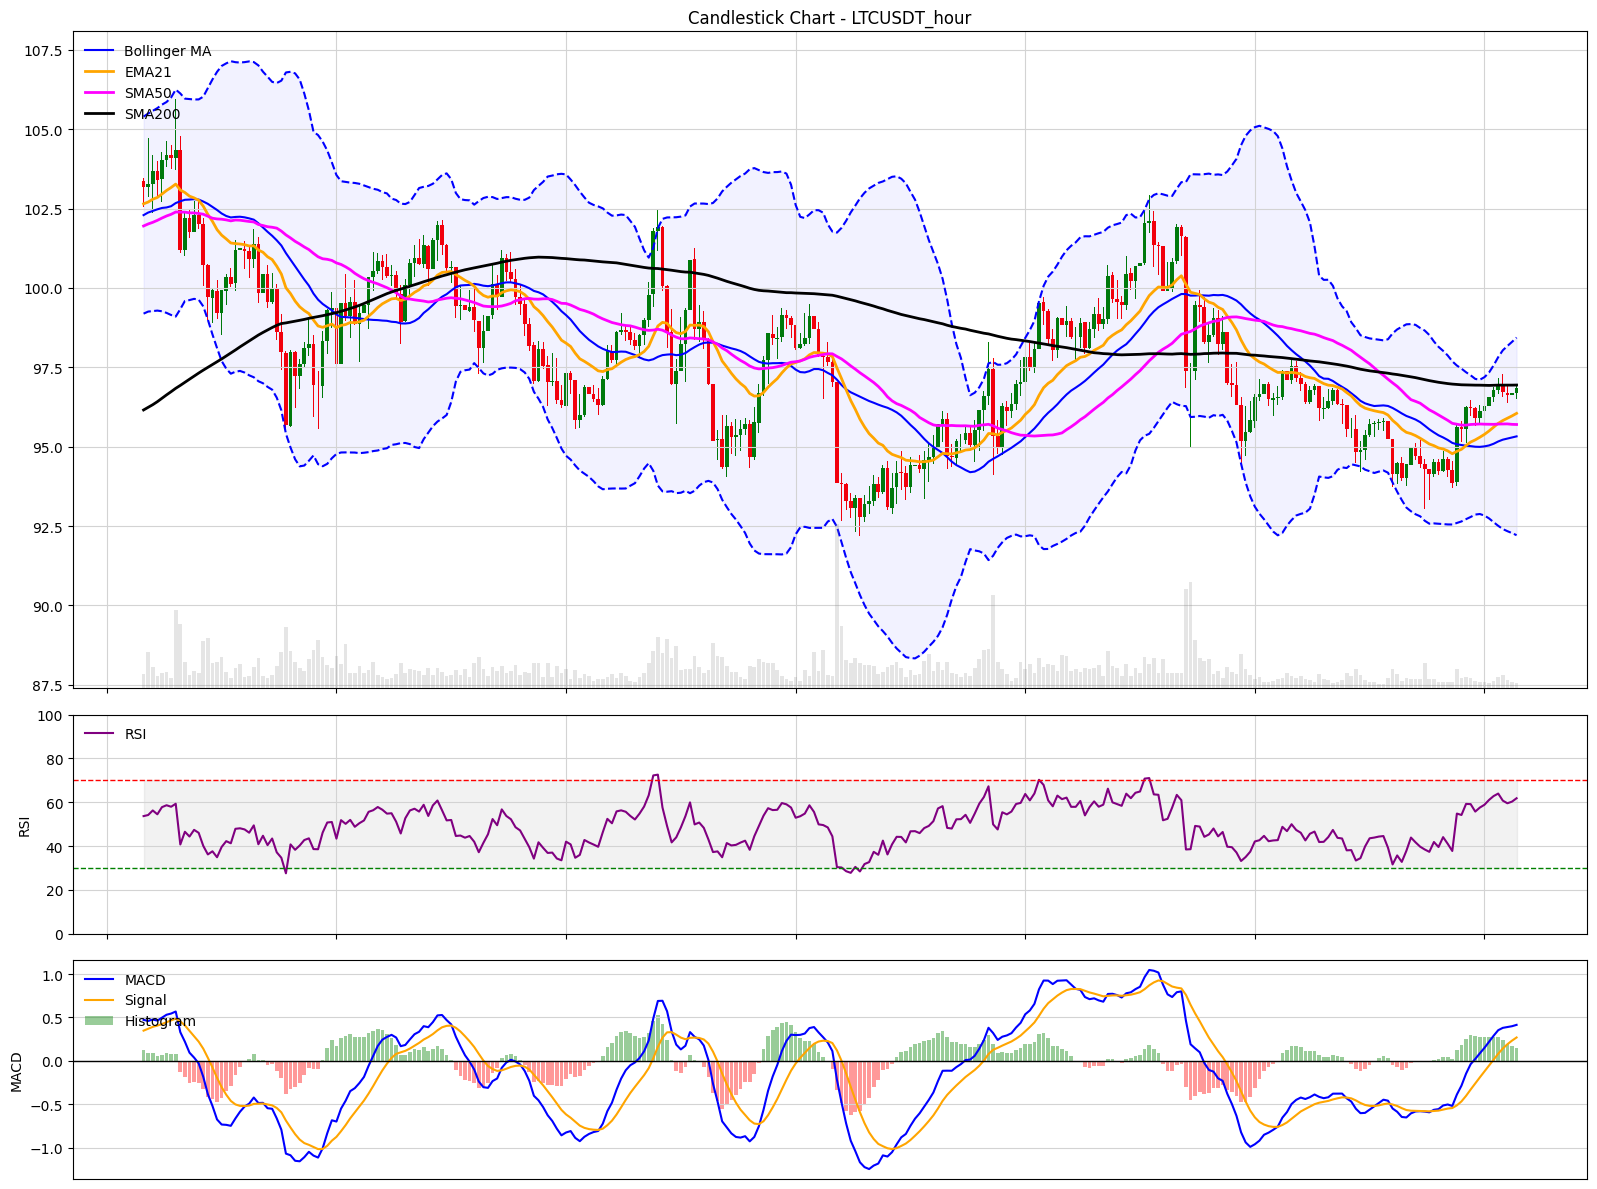 Candlestick Chart - LTCUSDT_hour
107.5
105.0
102.5
100.0
97.5
95.0
92.5
90.0
87.5
Bollinger MA
EMA21
SMA50
SMA200
100
80
60
40
20
0
RSI
RSI
1.0
0.5
0.0
−0.5
−1.0
MACD
MACD
Signal
Histogram